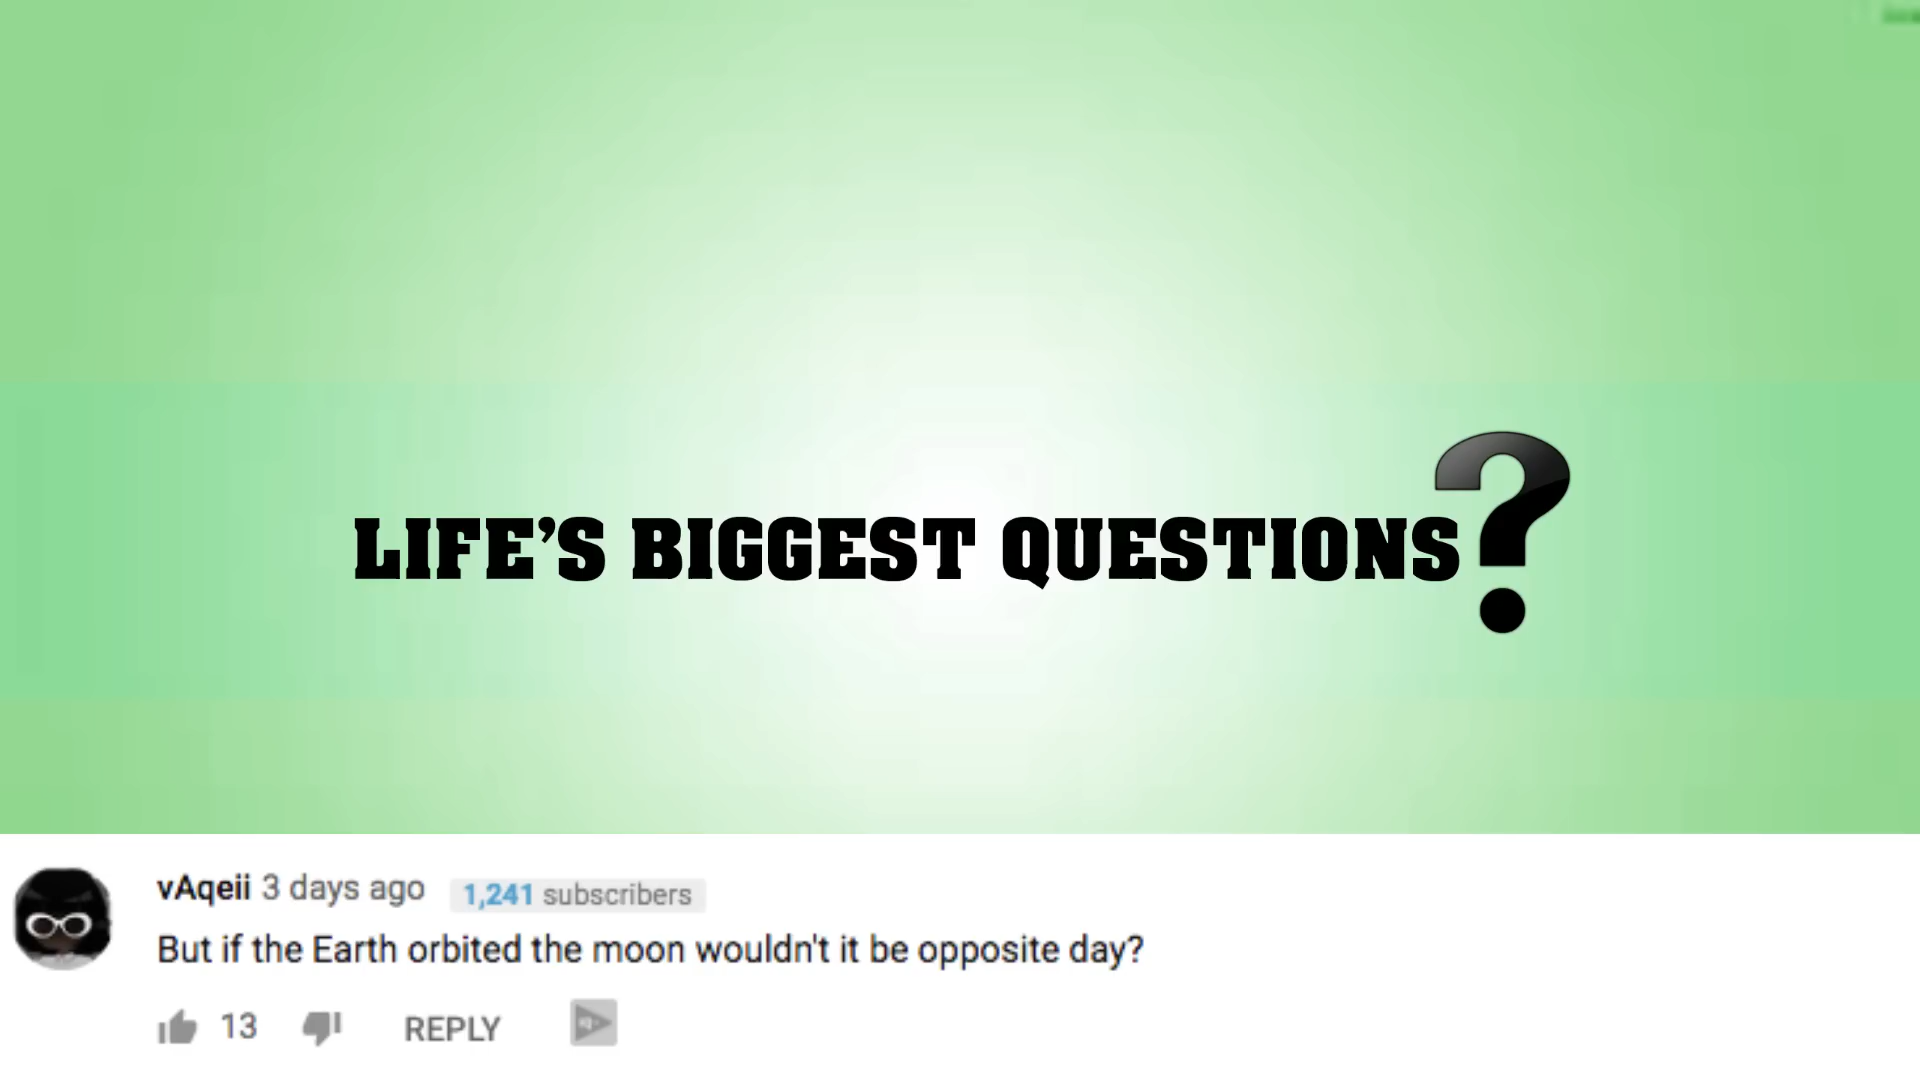 LIFE'S BIGGEST QUESTIONS?
vAqeii 3 days ago 1,241 subscribers
But if the Earth orbited the moon wouldn't it be opposite day?
13 REPLY